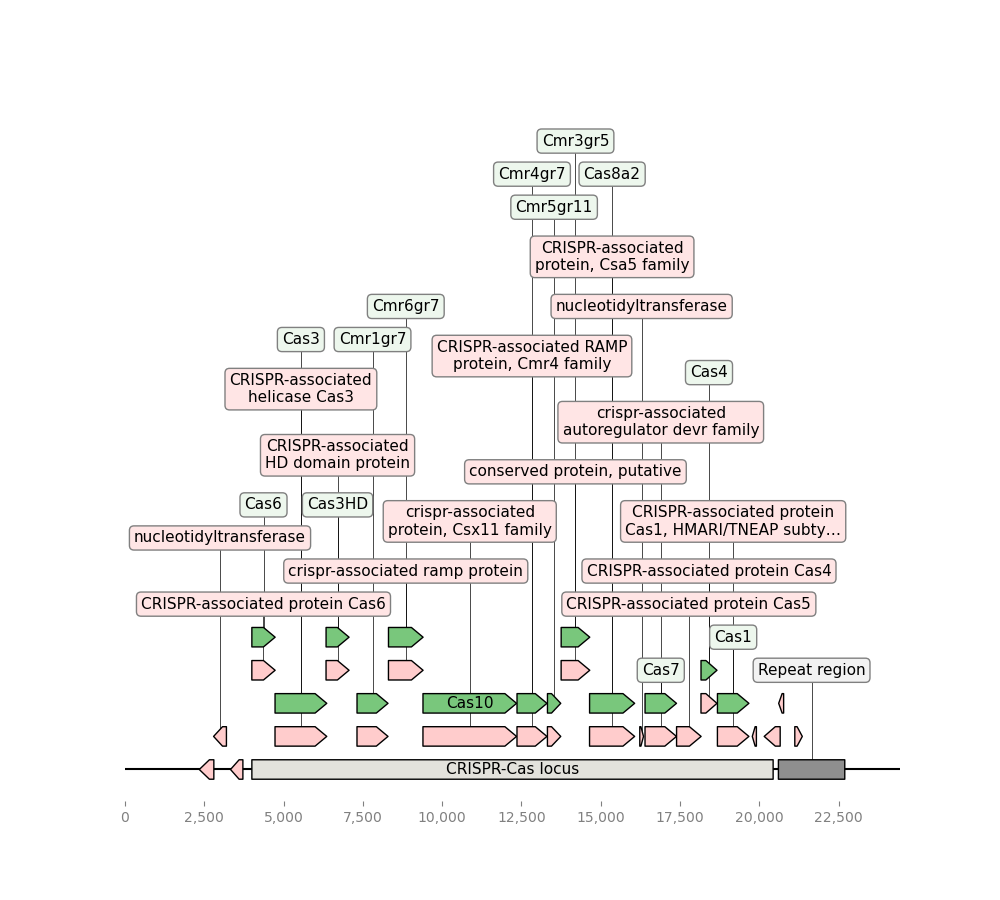 Cmr3gr5
Cmr4gr7
Cas8a2
Cmr5gr11
CRISPR-associated
protein, Csa5 family
Cmr6gr7
nucleotidyltransferase
Cas3
Cmr1gr7
CRISPR-associated RAMP
protein, Cmr4 family
Cas4
CRISPR-associated
helicase Cas3
crispr-associated
autoregulator devr family
CRISPR-associated
HD domain protein
conserved protein, putative
Cas6
Cas3HD
crispr-associated
protein, Csx11 family
CRISPR-associated protein
Cas1, HMARI/TNEAP subty…
nucleotidyltransferase
crispr-associated ramp protein
CRISPR-associated protein Cas4
CRISPR-associated protein Cas6
CRISPR-associated protein Cas5
Cas1
Cas7
Repeat region
Cas10
CRISPR-Cas locus
0
2,500
5,000
7,500
10,000
12,500
15,000
17,500
20,000
22,500